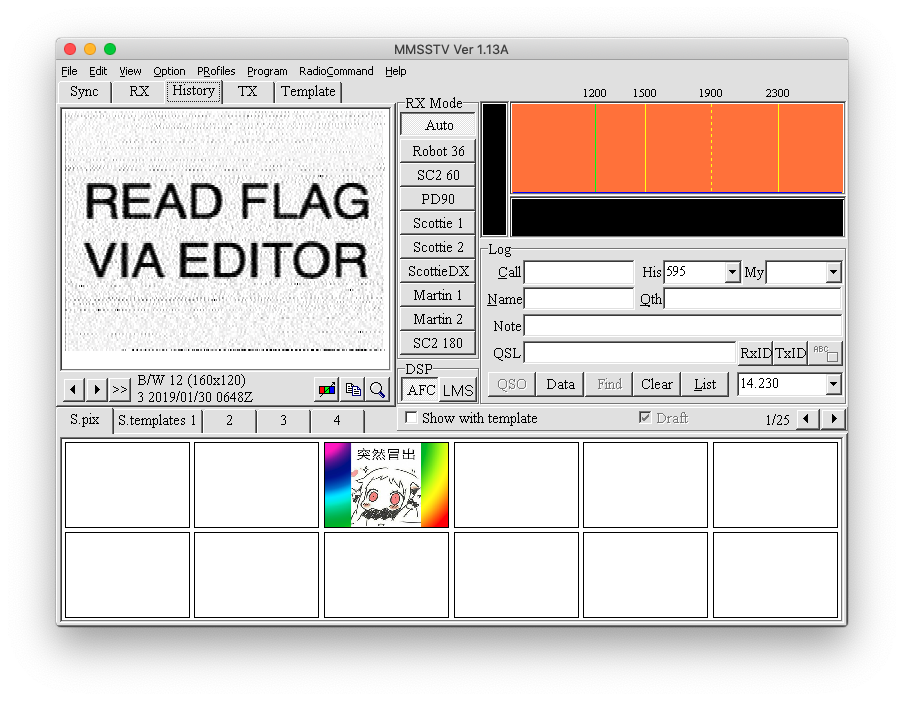 MMSSTV Ver 1.13A
File Edit View Option PRofiles Program RadioCommand Help
Sync RX History TX Template
READ FLAG
VIA EDITOR
B/W 12 (160x120)
>> 3 2019/01/30 0648Z
RX Mode
Auto
Robot 36
SC2 60
PD90
Scottie 1
Scottie 2
ScottieDX
Martin 1
Martin 2
SC2 180
DSP
AFC LMS
1200 1500 1900 2300
Log
Call His 595 My
Name Qth
Note
QSL RxID TxID ABC
QSO Data Find Clear List 14.230
Show with template Draft 1/25
S.pix S.templates 1 2 3 4
突然冒出